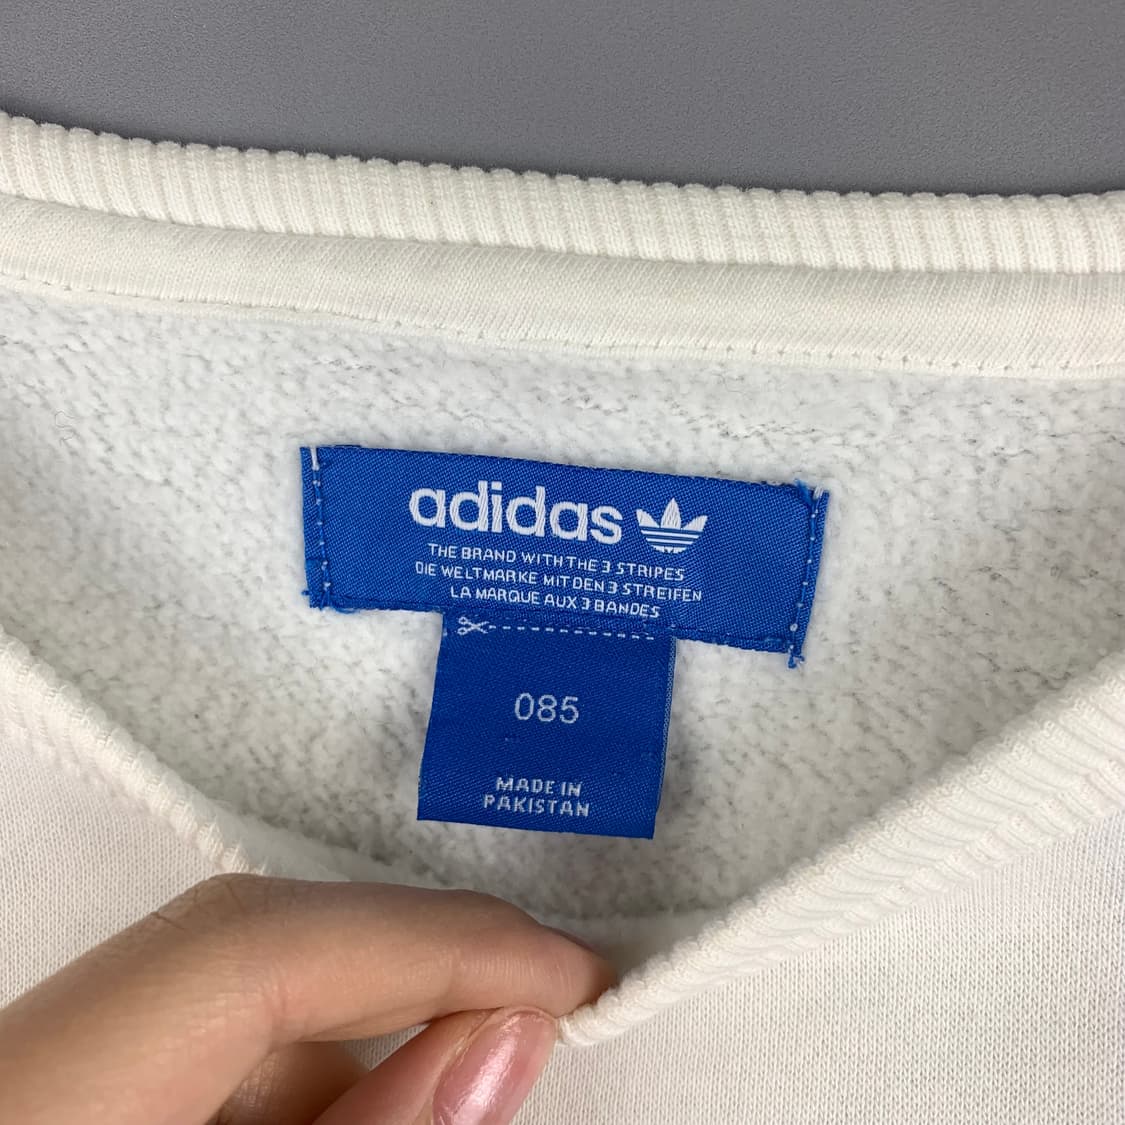 adidas
THE BRAND WITH THE 3 STRIPES
DIE WELTMARKE MIT DEN 3 STREIFEN
LA MARQUE AUX 3 BANDES
085
MADE IN
PAKISTAN